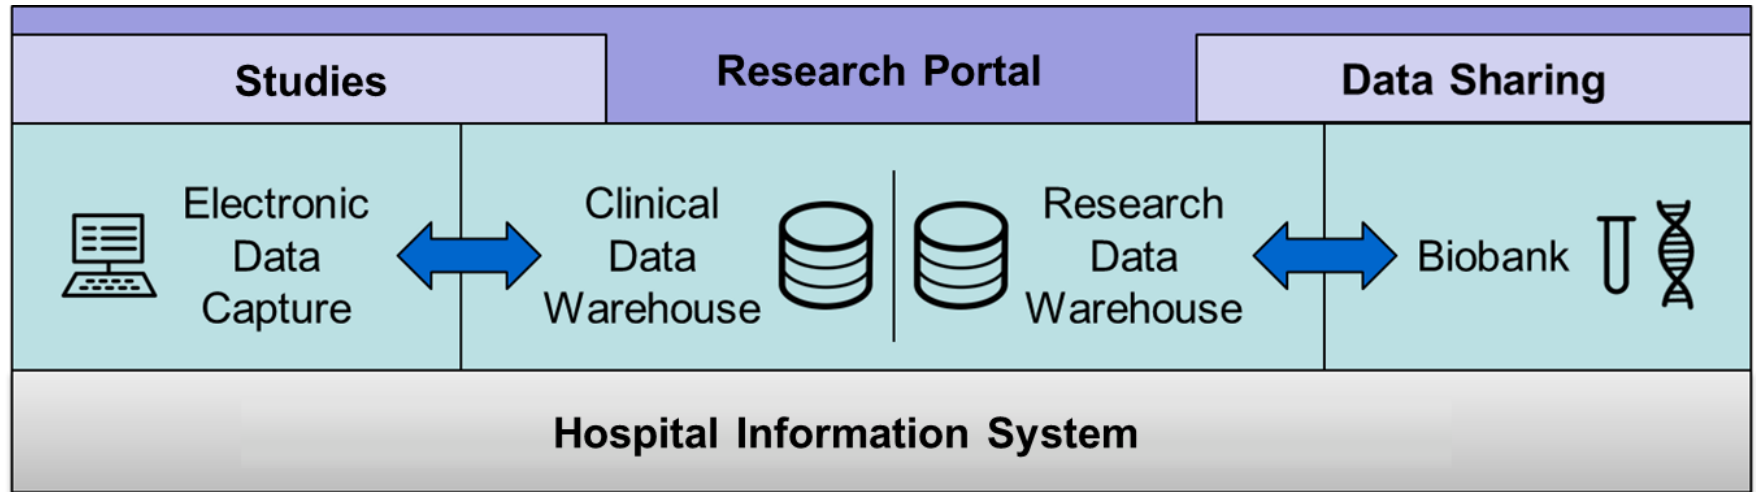 Studies
Research Portal
Data Sharing
Electronic
Data
Capture
Clinical
Data
Warehouse
Research
Data
Warehouse
Biobank
Hospital Information System